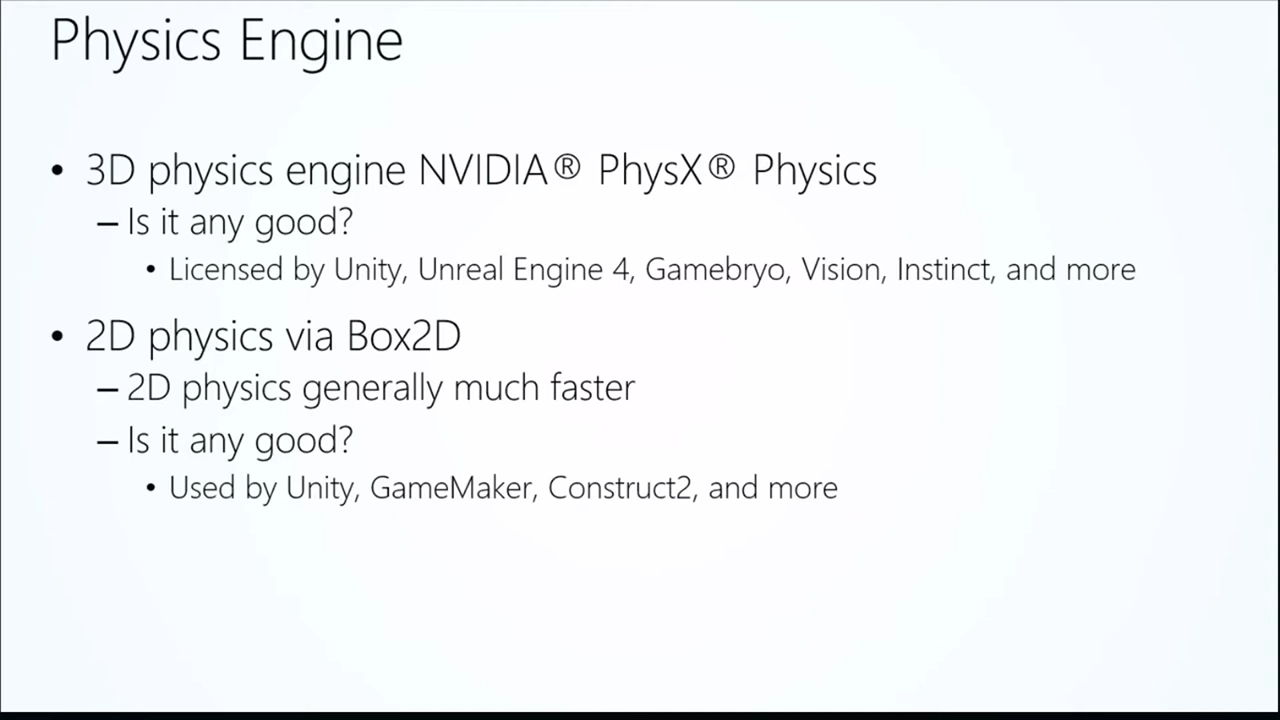 Physics Engine
• 3D physics engine NVIDIA® PhysX® Physics
– Is it any good?
• Licensed by Unity, Unreal Engine 4, Gamebryo, Vision, Instinct, and more
• 2D physics via Box2D
– 2D physics generally much faster
– Is it any good?
• Used by Unity, GameMaker, Construct2, and more